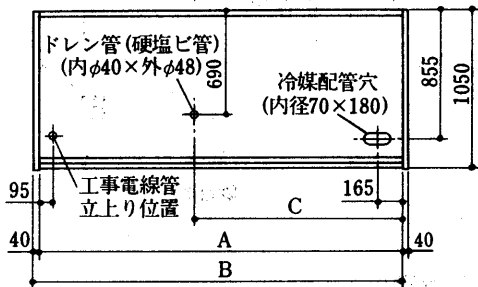 ドレン管(硬塩ビ管)
(内φ40×外φ48)
690
冷媒配管穴
(内径70×180)
855
1050
95
工事電線管
立上り位置
165
C
40
A
40
B